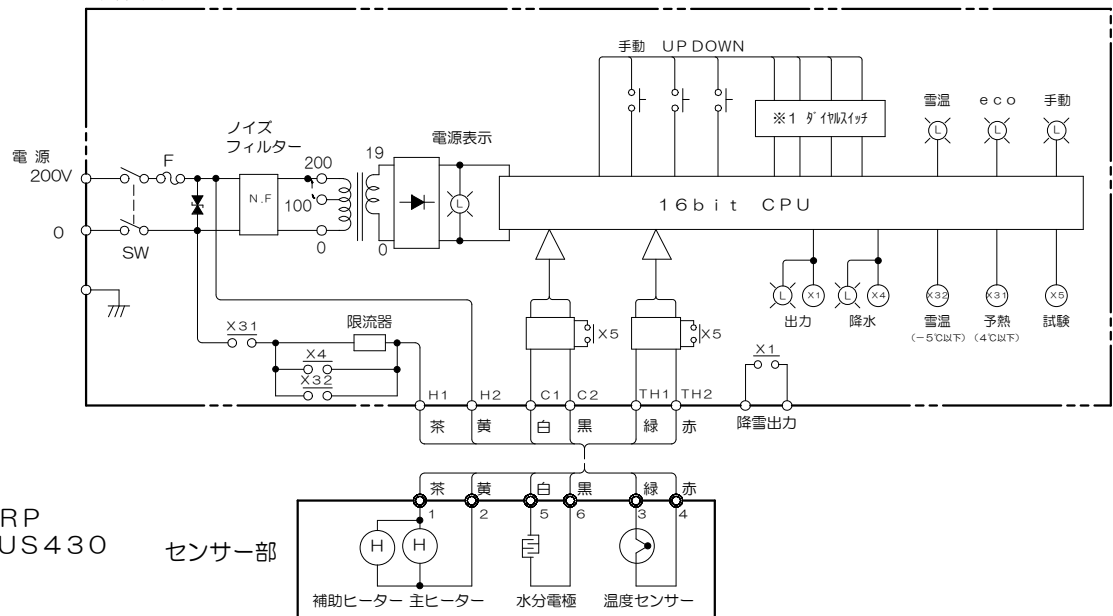 手動 UP DOWN
雪温 eco 手動
L L L
※1 ダイヤルスイッチ
ノイズ
フィルター
電源表示
電源
200V
F
200
19
N.F
100
L
16bit CPU
0
SW
0
0
L X1 L X4 X32 X31 X5
出力 降水 雪温 予熱 試験
(-5℃以下) (4℃以下)
X31
限流器
X5 X5
X4
X32
X1
H1 H2 C1 C2 TH1 TH2
茶 黄 白 黒 緑 赤
降雪出力
茶 黄 白 黒 緑 赤
1 2 5 6 3 4
RP
US430
センサー部
H H
補助ヒーター 主ヒーター 水分電極 温度センサー